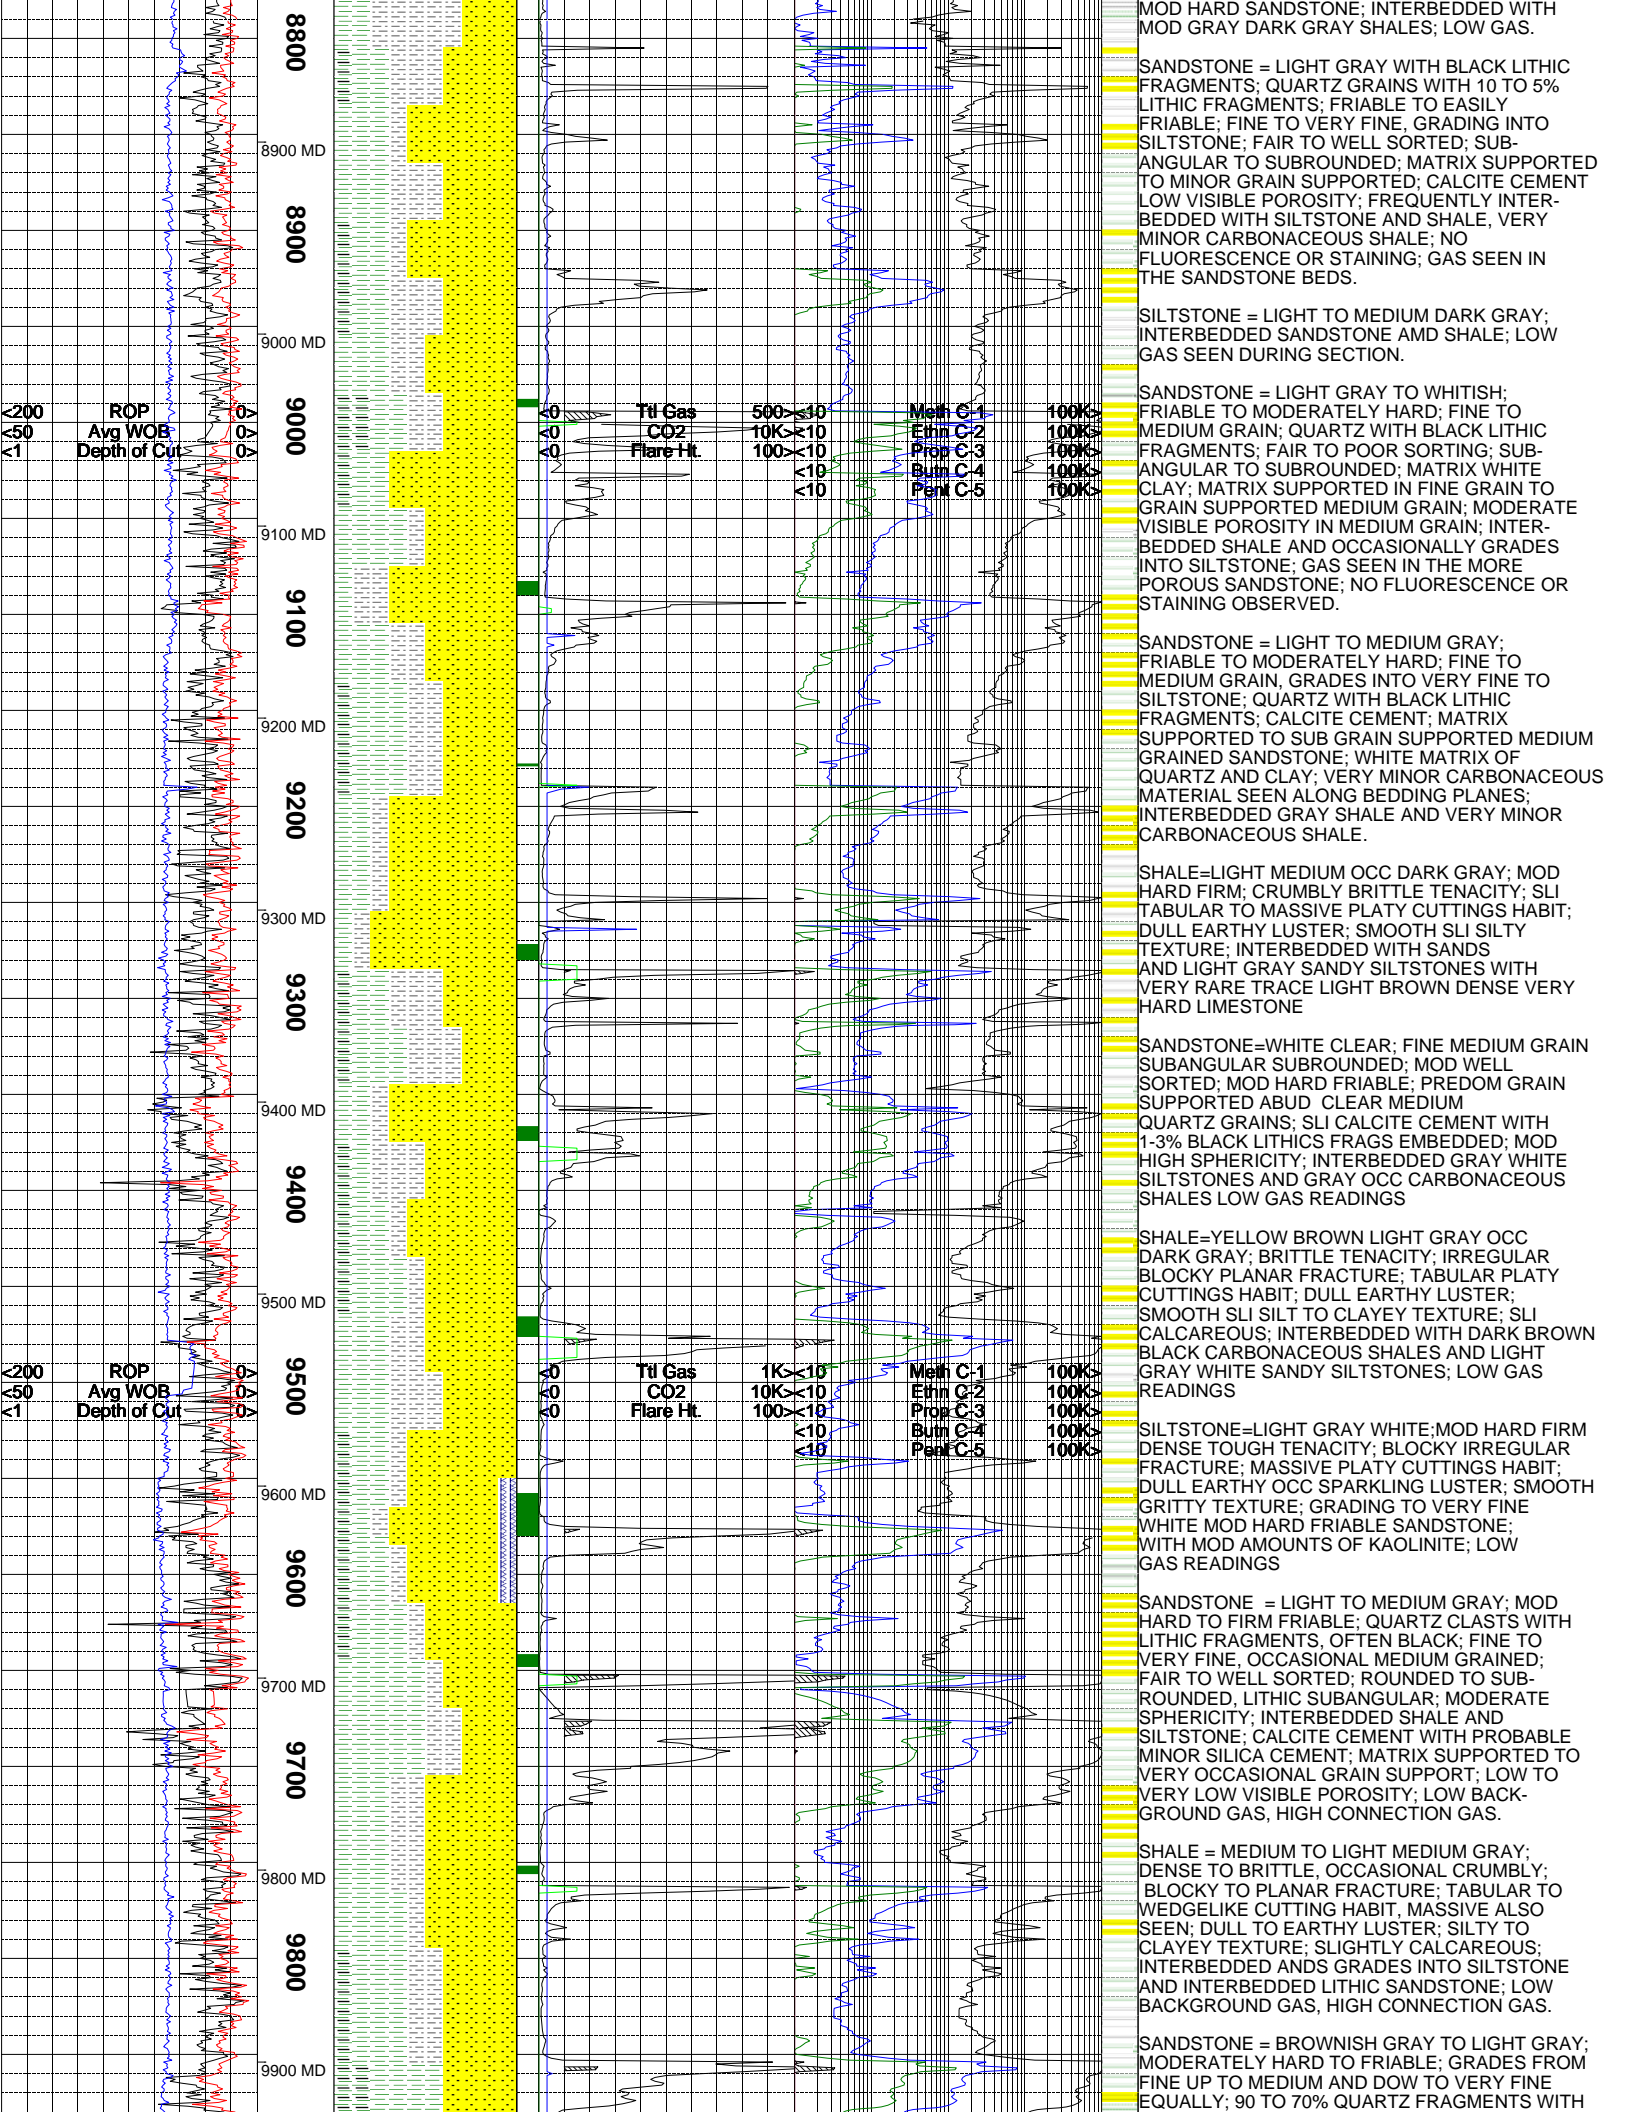 8800
8900 MD
8900
9000 MD
<200 ROP 0>
<50 Avg WOB 0>
<1 Depth of Cut 0>
9000
<0 Ttl Gas 500>
<0 CO2 10K>
<0 Flare Ht. 100>
<10 Meth C-1 100K>
<10 Ethn C-2 100K>
<10 Prop C-3 100K>
<10 Butn C-4 100K>
<10 Pent C-5 100K>
9100 MD
9100
9200 MD
9200
9300 MD
9300
9400 MD
9400
9500 MD
<200 ROP 0>
<50 Avg WOB 0>
<1 Depth of Cut 0>
9500
<0 Ttl Gas 1K>
<0 CO2 10K>
<0 Flare Ht. 100>
<10 Meth C-1 100K>
<10 Ethn C-2 100K>
<10 Prop C-3 100K>
<10 Butn C-4 100K>
<10 Pent C-5 100K>
9600 MD
9600
9700 MD
9700
9800 MD
9800
9900 MD
MOD HARD SANDSTONE; INTERBEDDED WITH
MOD GRAY DARK GRAY SHALES; LOW GAS.
SANDSTONE = LIGHT GRAY WITH BLACK LITHIC
FRAGMENTS; QUARTZ GRAINS WITH 10 TO 5%
LITHIC FRAGMENTS; FRIABLE TO EASILY
FRIABLE; FINE TO VERY FINE, GRADING INTO
SILTSTONE; FAIR TO WELL SORTED; SUB-
ANGULAR TO SUBROUNDED; MATRIX SUPPORTED
TO MINOR GRAIN SUPPORTED; CALCITE CEMENT
LOW VISIBLE POROSITY; FREQUENTLY INTER-
BEDDED WITH SILTSTONE AND SHALE, VERY
MINOR CARBONACEOUS SHALE; NO
FLUORESCENCE OR STAINING; GAS SEEN IN
THE SANDSTONE BEDS.
SILTSTONE = LIGHT TO MEDIUM DARK GRAY;
INTERBEDDED SANDSTONE AMD SHALE; LOW
GAS SEEN DURING SECTION.
SANDSTONE = LIGHT GRAY TO WHITISH;
FRIABLE TO MODERATELY HARD; FINE TO
MEDIUM GRAIN; QUARTZ WITH BLACK LITHIC
FRAGMENTS; FAIR TO POOR SORTING; SUB-
ANGULAR TO SUBROUNDED; MATRIX WHITE
CLAY; MATRIX SUPPORTED IN FINE GRAIN TO
GRAIN SUPPORTED MEDIUM GRAIN; MODERATE
VISIBLE POROSITY IN MEDIUM GRAIN; INTER-
BEDDED SHALE AND OCCASIONALLY GRADES
INTO SILTSTONE; GAS SEEN IN THE MORE
POROUS SANDSTONE; NO FLUORESCENCE OR
STAINING OBSERVED.
SANDSTONE = LIGHT TO MEDIUM GRAY;
FRIABLE TO MODERATELY HARD; FINE TO
MEDIUM GRAIN, GRADES INTO VERY FINE TO
SILTSTONE; QUARTZ WITH BLACK LITHIC
FRAGMENTS; CALCITE CEMENT; MATRIX
SUPPORTED TO SUB GRAIN SUPPORTED MEDIUM
GRAINED SANDSTONE; WHITE MATRIX OF
QUARTZ AND CLAY; VERY MINOR CARBONACEOUS
MATERIAL SEEN ALONG BEDDING PLANES;
INTERBEDDED GRAY SHALE AND VERY MINOR
CARBONACEOUS SHALE.
SHALE=LIGHT MEDIUM OCC DARK GRAY; MOD
HARD FIRM; CRUMBLY BRITTLE TENACITY; SLI
TABULAR TO MASSIVE PLATY CUTTINGS HABIT;
DULL EARTHY LUSTER; SMOOTH SLI SILTY
TEXTURE; INTERBEDDED WITH SANDS
AND LIGHT GRAY SANDY SILTSTONES WITH
VERY RARE TRACE LIGHT BROWN DENSE VERY
HARD LIMESTONE
SANDSTONE=WHITE CLEAR; FINE MEDIUM GRAIN
SUBANGULAR SUBROUNDED; MOD WELL
SORTED; MOD HARD FRIABLE; PREDOM GRAIN
SUPPORTED ABUD CLEAR MEDIUM
QUARTZ GRAINS; SLI CALCITE CEMENT WITH
1-3% BLACK LITHICS FRAGS EMBEDDED; MOD
HIGH SPHERICITY; INTERBEDDED GRAY WHITE
SILTSTONES AND GRAY OCC CARBONACEOUS
SHALES LOW GAS READINGS
SHALE=YELLOW BROWN LIGHT GRAY OCC
DARK GRAY; BRITTLE TENACITY; IRREGULAR
BLOCKY PLANAR FRACTURE; TABULAR PLATY
CUTTINGS HABIT; DULL EARTHY LUSTER;
SMOOTH SLI SILT TO CLAYEY TEXTURE; SLI
CALCAREOUS; INTERBEDDED WITH DARK BROWN
BLACK CARBONACEOUS SHALES AND LIGHT
GRAY WHITE SANDY SILTSTONES; LOW GAS
READINGS
SILTSTONE=LIGHT GRAY WHITE;MOD HARD FIRM
DENSE TOUGH TENACITY; BLOCKY IRREGULAR
FRACTURE; MASSIVE PLATY CUTTINGS HABIT;
DULL EARTHY OCC SPARKLING LUSTER; SMOOTH
GRITTY TEXTURE; GRADING TO VERY FINE
WHITE MOD HARD FRIABLE SANDSTONE;
WITH MOD AMOUNTS OF KAOLINITE; LOW
GAS READINGS
SANDSTONE = LIGHT TO MEDIUM GRAY; MOD
HARD TO FIRM FRIABLE; QUARTZ CLASTS WITH
LITHIC FRAGMENTS, OFTEN BLACK; FINE TO
VERY FINE, OCCASIONAL MEDIUM GRAINED;
FAIR TO WELL SORTED; ROUNDED TO SUB-
ROUNDED, LITHIC SUBANGULAR; MODERATE
SPHERICITY; INTERBEDDED SHALE AND
SILTSTONE; CALCITE CEMENT WITH PROBABLE
MINOR SILICA CEMENT; MATRIX SUPPORTED TO
VERY OCCASIONAL GRAIN SUPPORT; LOW TO
VERY LOW VISIBLE POROSITY; LOW BACK-
GROUND GAS, HIGH CONNECTION GAS.
SHALE = MEDIUM TO LIGHT MEDIUM GRAY;
DENSE TO BRITTLE, OCCASIONAL CRUMBLY;
BLOCKY TO PLANAR FRACTURE; TABULAR TO
WEDGELIKE CUTTING HABIT, MASSIVE ALSO
SEEN; DULL TO EARTHY LUSTER; SILTY TO
CLAYEY TEXTURE; SLIGHTLY CALCAREOUS;
INTERBEDDED ANDS GRADES INTO SILTSTONE
AND INTERBEDDED LITHIC SANDSTONE; LOW
BACKGROUND GAS, HIGH CONNECTION GAS.
SANDSTONE = BROWNISH GRAY TO LIGHT GRAY;
MODERATELY HARD TO FRIABLE; GRADES FROM
FINE UP TO MEDIUM AND DOW TO VERY FINE
EQUALLY; 90 TO 70% QUARTZ FRAGMENTS WITH